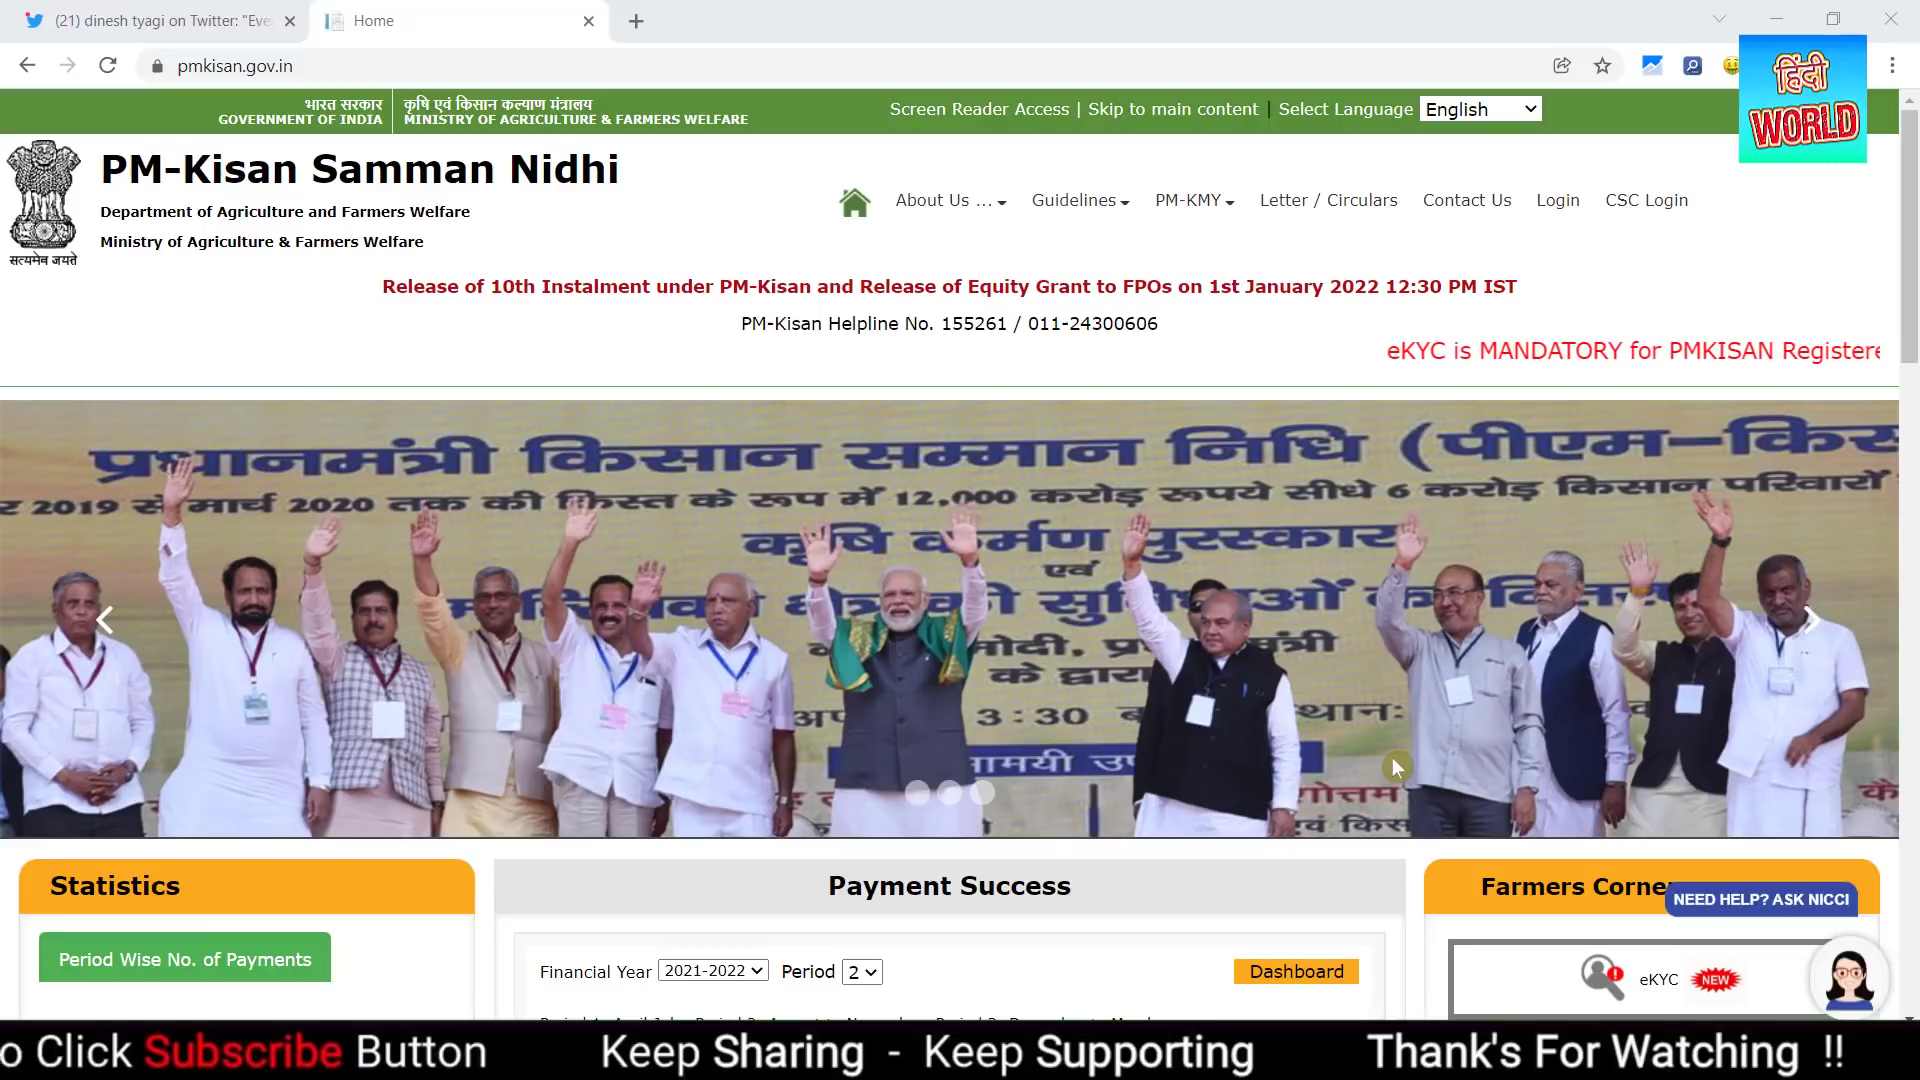 (21) dinesh tyagi on Twitter: "Eve
Home
pmkisan.gov.in
हिंदी
WORLD
भारत सरकार
GOVERNMENT OF INDIA
कृषि एवं किसान कल्याण मंत्रालय
MINISTRY OF AGRICULTURE & FARMERS WELFARE
Screen Reader Access | Skip to main content | Select Language English
PM-Kisan Samman Nidhi
Department of Agriculture and Farmers Welfare
Ministry of Agriculture & Farmers Welfare
सत्यमेव जयते
About Us ... Guidelines PM-KMY Letter / Circulars Contact Us Login CSC Login
Release of 10th Instalment under PM-Kisan and Release of Equity Grant to FPOs on 1st January 2022 12:30 PM IST
PM-Kisan Helpline No. 155261 / 011-24300606
eKYC is MANDATORY for PMKISAN Registere
प्रधानमंत्री किसान सम्मान निधि (पीएम-किस
र 2019 से मार्च 2020 तक की किस्त के रूप में 12,000 करोड़ रूपये सीधे 6 करोड़ किसान परिवारों
कृषि कर्मण पुरस्कार
एवं
की सुविधाओं
मोदी,
के द्वारा
3:30
Statistics
Payment Success
Farmers Corne
NEED HELP? ASK NICCI
Period Wise No. of Payments
Financial Year 2021-2022 Period 2 Dashboard
eKYC NEW
o Click Subscribe Button Keep Sharing - Keep Supporting Thank's For Watching !!